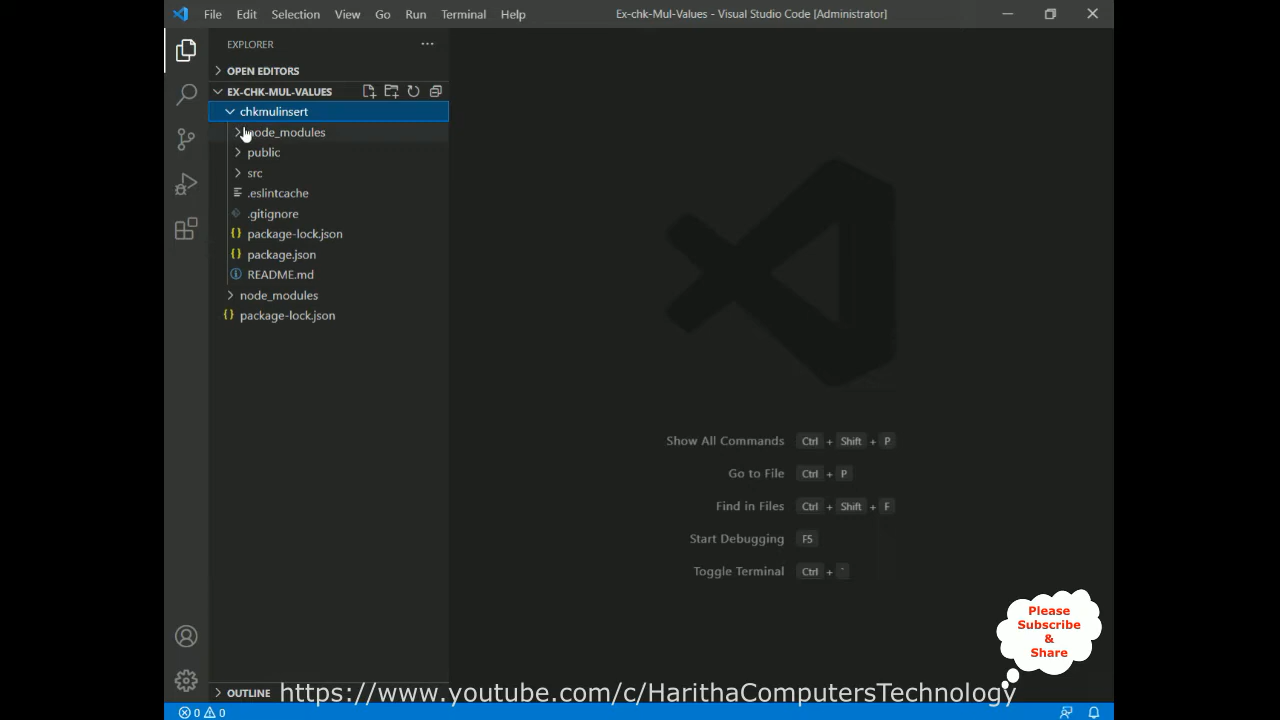 File Edit Selection View Go Run Terminal Help
Ex-chk-Mul-Values - Visual Studio Code [Administrator]
EXPLORER
OPEN EDITORS
EX-CHK-MUL-VALUES
chkmulinsert
node_modules
public
src
.eslintcache
.gitignore
package-lock.json
package.json
README.md
node_modules
package-lock.json
Show All Commands Ctrl + Shift + P
Go to File Ctrl + P
Find in Files Ctrl + Shift + F
Start Debugging F5
Toggle Terminal Ctrl + `
Please
Subscribe
&
Share
OUTLINE
https://www.youtube.com/c/HarithaComputersTechnology
0 0